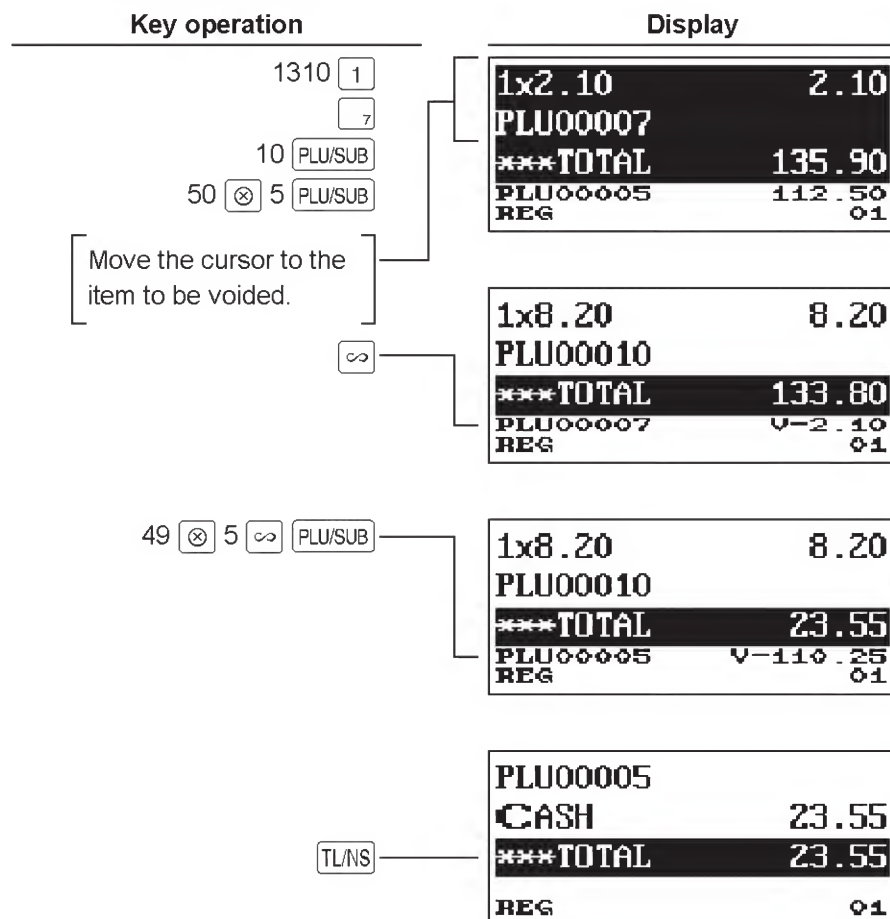 Key operation
Display
1310 1
7
10 PLU/SUB
50 ⊗ 5 PLU/SUB
Move the cursor to the
item to be voided.
1x2.10 2.10
PLU00007
***TOTAL 135.90
PLU00005 112.50
REG 01
1x8.20 8.20
PLU00010
***TOTAL 133.80
PLU00007 V-2.10
REG 01
49 ⊗ 5 ∽ PLU/SUB
1x8.20 8.20
PLU00010
***TOTAL 23.55
PLU00005 V-110.25
REG 01
TL/NS
PLU00005
CASH 23.55
***TOTAL 23.55
REG 01